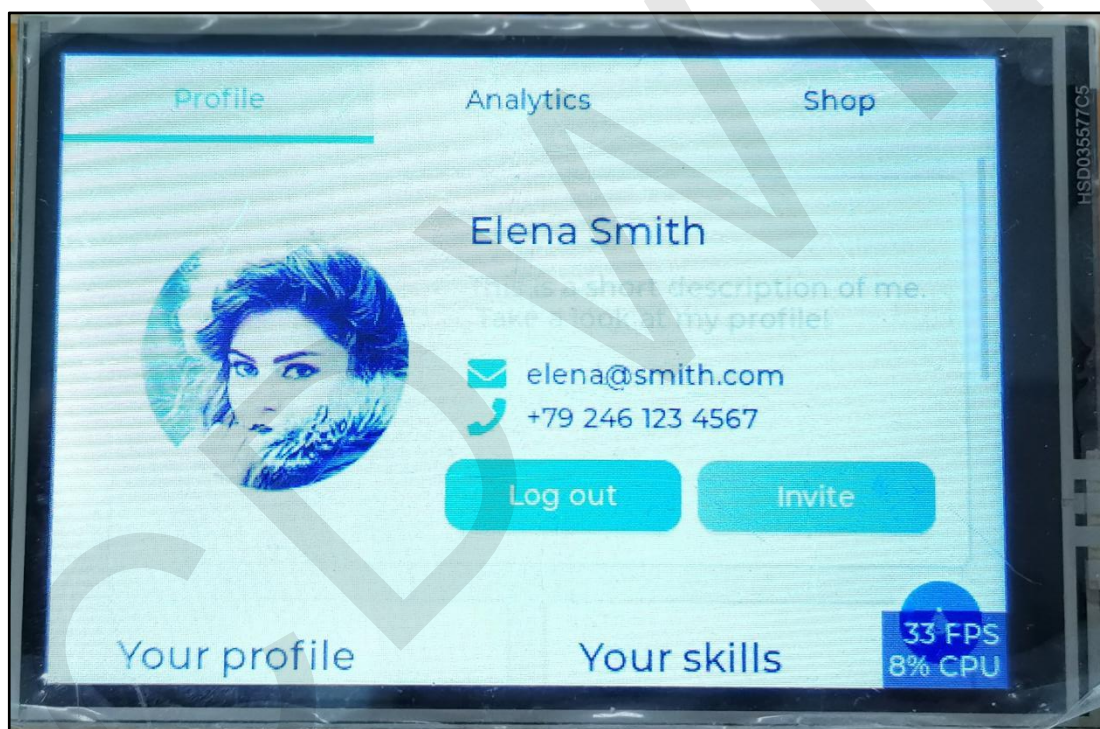 Profile
Analytics
Shop
Elena Smith
This is a short description of me.
Take a look at my profile!
elena@smith.com
+79 246 123 4567
Log out
Invite
Your profile
Your skills
33 FPS
8% CPU
HSD035577C5